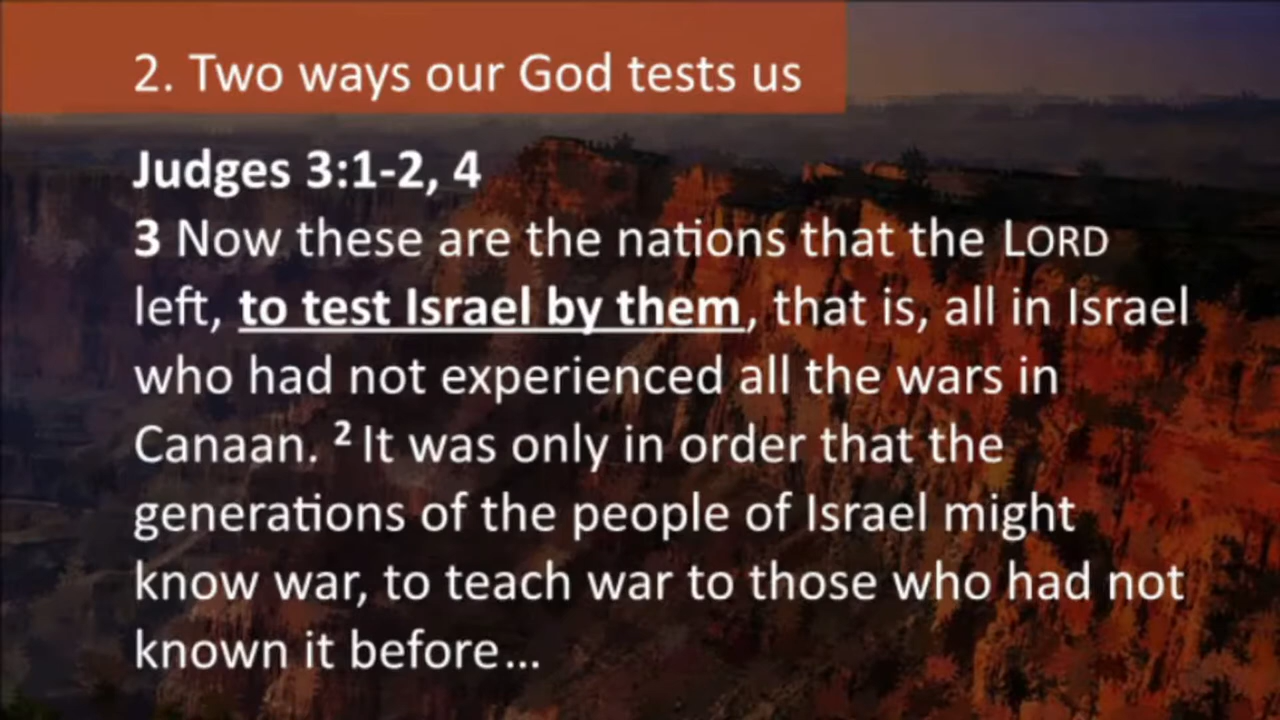 2. Two ways our God tests us
Judges 3:1-2, 4
3 Now these are the nations that the LORD
left, to test Israel by them, that is, all in Israel
who had not experienced all the wars in
Canaan. ² It was only in order that the
generations of the people of Israel might
know war, to teach war to those who had not
known it before…